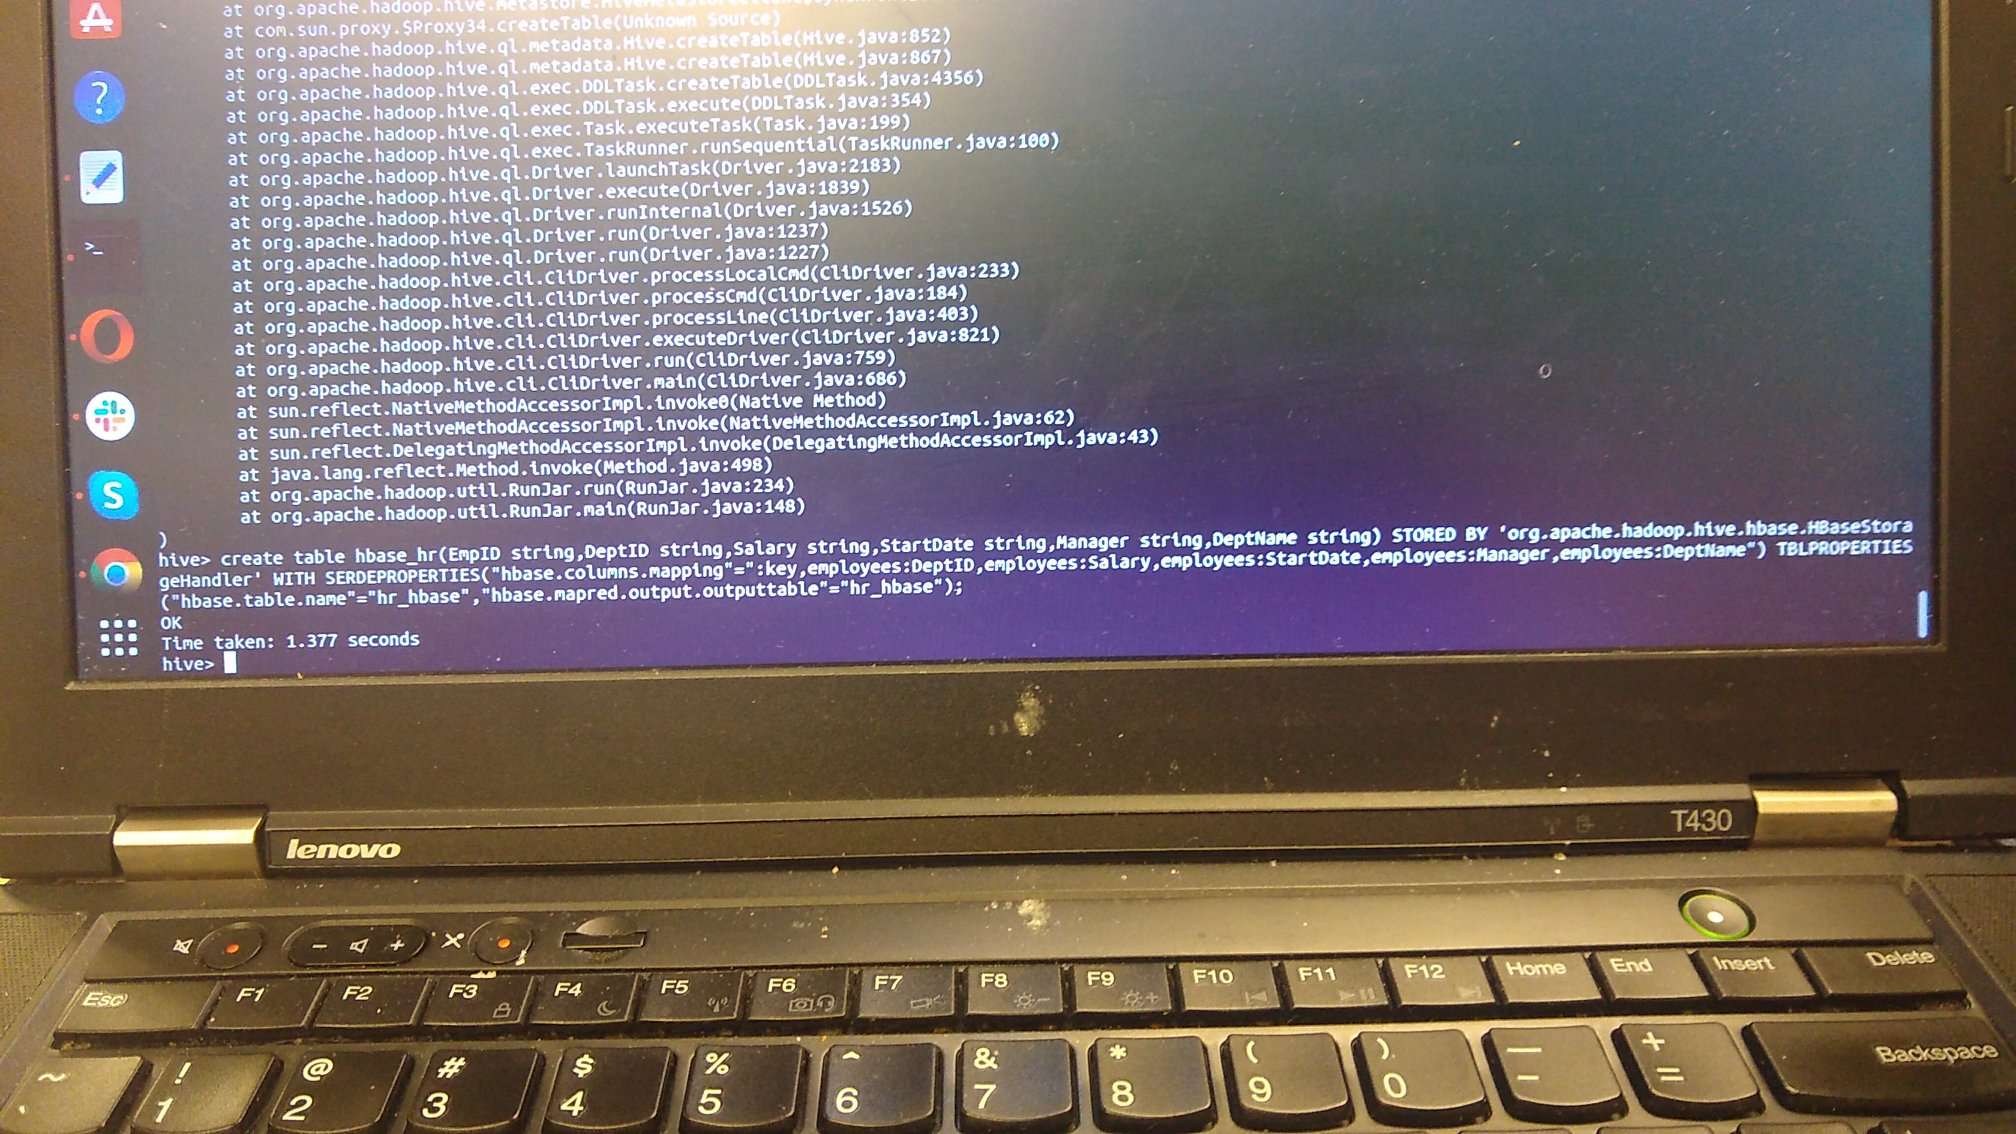 at org.apache.hadoop.hive.metastore.
at com.sun.proxy.$Proxy34.createTable(Unknown Source)
at org.apache.hadoop.hive.ql.metadata.Hive.createTable(Hive.java:852)
at org.apache.hadoop.hive.ql.metadata.Hive.createTable(Hive.java:867)
at org.apache.hadoop.hive.ql.exec.DDLTask.createTable(DDLTask.java:4356)
at org.apache.hadoop.hive.ql.exec.DDLTask.execute(DDLTask.java:354)
at org.apache.hadoop.hive.ql.exec.Task.executeTask(Task.java:199)
at org.apache.hadoop.hive.ql.exec.TaskRunner.runSequential(TaskRunner.java:100)
at org.apache.hadoop.hive.ql.Driver.launchTask(Driver.java:2183)
at org.apache.hadoop.hive.ql.Driver.execute(Driver.java:1839)
at org.apache.hadoop.hive.ql.Driver.runInternal(Driver.java:1526)
at org.apache.hadoop.hive.ql.Driver.run(Driver.java:1237)
at org.apache.hadoop.hive.ql.Driver.run(Driver.java:1227)
at org.apache.hadoop.hive.cli.CliDriver.processLocalCmd(CliDriver.java:233)
at org.apache.hadoop.hive.cli.CliDriver.processCmd(CliDriver.java:184)
at org.apache.hadoop.hive.cli.CliDriver.processLine(CliDriver.java:403)
at org.apache.hadoop.hive.cli.CliDriver.executeDriver(CliDriver.java:821)
at org.apache.hadoop.hive.cli.CliDriver.run(CliDriver.java:759)
at org.apache.hadoop.hive.cli.CliDriver.main(CliDriver.java:686)
at sun.reflect.NativeMethodAccessorImpl.invoke0(Native Method)
at sun.reflect.NativeMethodAccessorImpl.invoke(NativeMethodAccessorImpl.java:62)
at sun.reflect.DelegatingMethodAccessorImpl.invoke(DelegatingMethodAccessorImpl.java:43)
at java.lang.reflect.Method.invoke(Method.java:498)
at org.apache.hadoop.util.RunJar.run(RunJar.java:234)
at org.apache.hadoop.util.RunJar.main(RunJar.java:148)
)
hive> create table hbase_hr(EmpID string,DeptID string,Salary string,StartDate string,Manager string,DeptName string) STORED BY 'org.apache.hadoop.hive.hbase.HBaseStora
geHandler' WITH SERDEPROPERTIES("hbase.columns.mapping"=":key,employees:DeptID,employees:Salary,employees:StartDate,employees:Manager,employees:DeptName") TBLPROPERTIES
("hbase.table.name"="hr_hbase","hbase.mapred.output.outputtable"="hr_hbase");
OK
Time taken: 1.377 seconds
hive>
lenovo T430
Esc F1 F2 F3 F4 F5 F6 F7 F8 F9 F10 F11 F12 Home End Insert Delete
~ ! @ # $ % ^ & * ( ) — +
` 1 2 3 4 5 6 7 8 9 0 - = Backspace